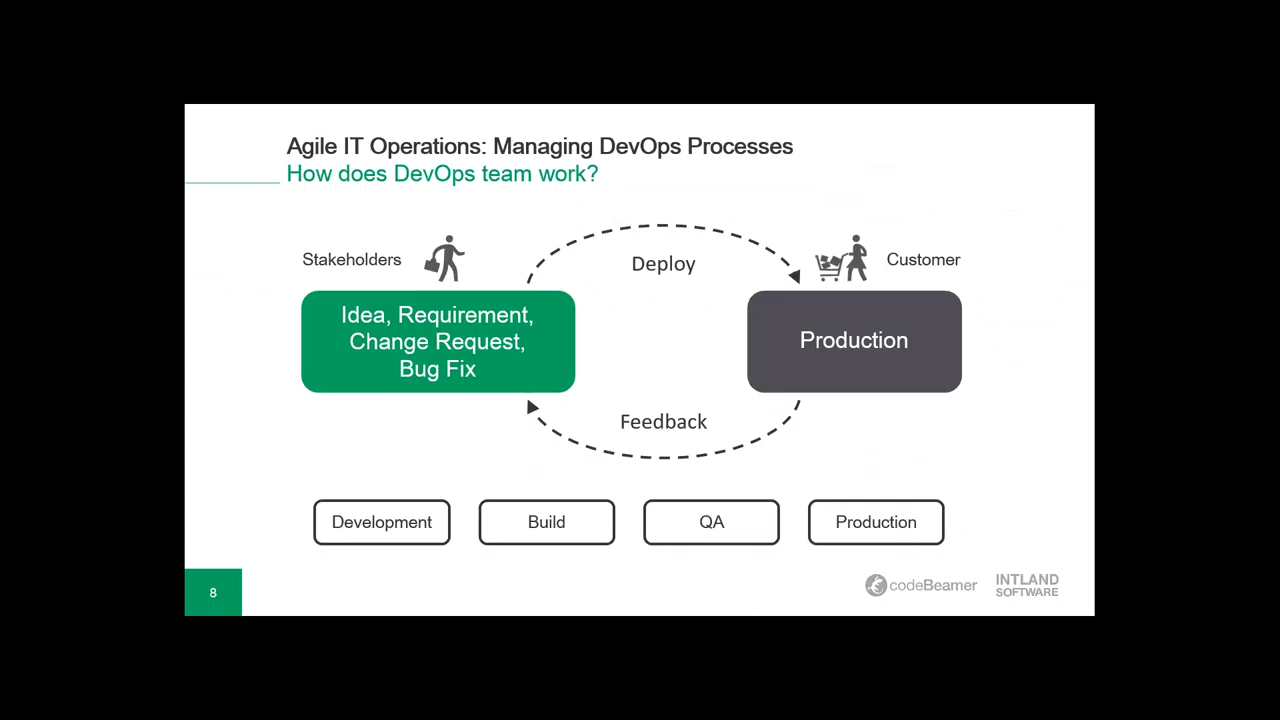 Agile IT Operations: Managing DevOps Processes
How does DevOps team work?
Stakeholders
Deploy
Customer
Idea, Requirement,
Change Request,
Bug Fix
Production
Feedback
Development
Build
QA
Production
8
codeBeamer
INTLAND
SOFTWARE